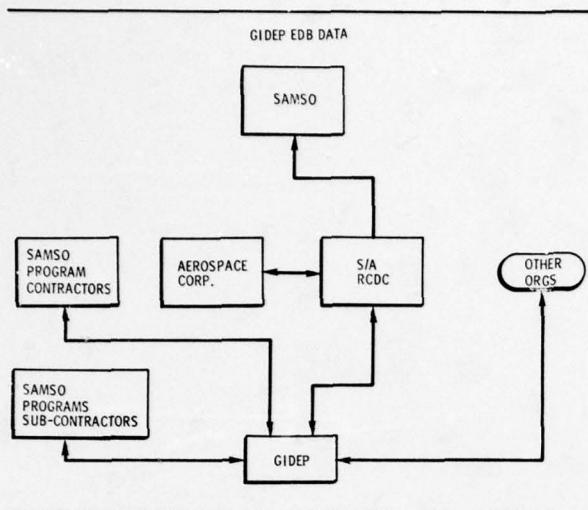 GIDEP EDB DATA
SAMSO
SAMSO
PROGRAM
CONTRACTORS
AEROSPACE
CORP.
S/A
RCDC
OTHER
ORGS
SAMSO
PROGRAMS
SUB-CONTRACTORS
GIDEP